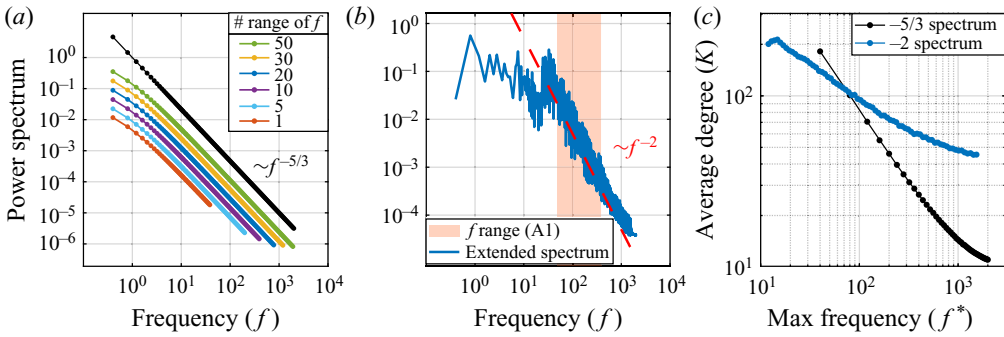 (a)
# range of f
50
30
20
10
5
1
~f^{−5/3}
Power spectrum
10^0
10^{−1}
10^{−2}
10^{−3}
10^{−4}
10^{−5}
10^{−6}
10^0
10^1
10^2
10^3
10^4
Frequency (f)
(b)
~f^{−2}
f range (A1)
Extended spectrum
10^0
10^{−1}
10^{−2}
10^{−3}
10^{−4}
10^0
10^1
10^2
10^3
10^4
Frequency (f)
(c)
−5/3 spectrum
−2 spectrum
Average degree (K)
10^2
10^1
10^1
10^2
10^3
Max frequency (f^*)